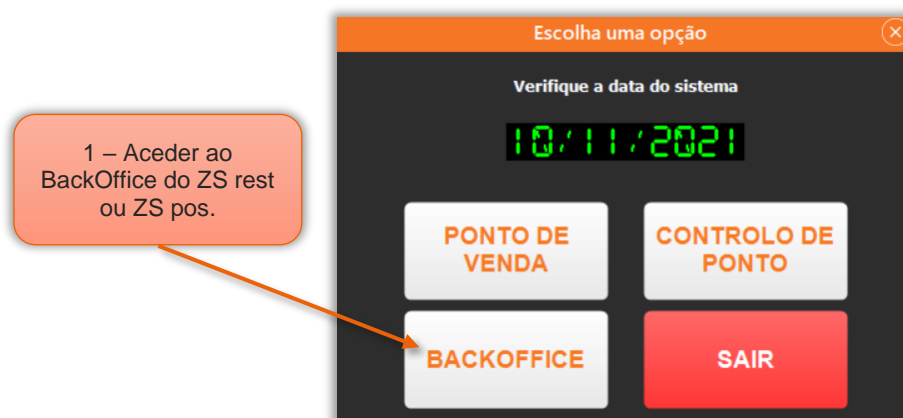 Escolha uma opção
Verifique a data do sistema
10/11/2021
1 – Aceder ao
BackOffice do ZS rest
ou ZS pos.
PONTO DE
VENDA
CONTROLO DE
PONTO
BACKOFFICE
SAIR